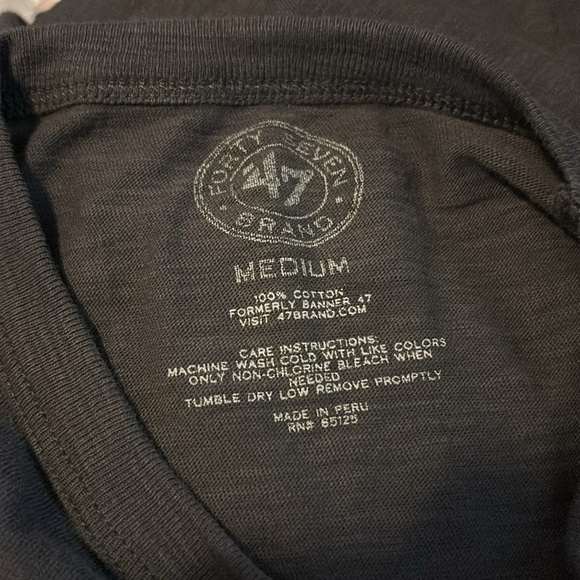 FORTY SEVEN
47
BRAND
MEDIUM
100% COTTON
FORMERLY BANNER 47
VISIT 47BRAND.COM
CARE INSTRUCTIONS:
MACHINE WASH COLD WITH LIKE COLORS
ONLY NON-CHLORINE BLEACH WHEN
NEEDED
TUMBLE DRY LOW REMOVE PROMPTLY
MADE IN PERU
RN# 65125